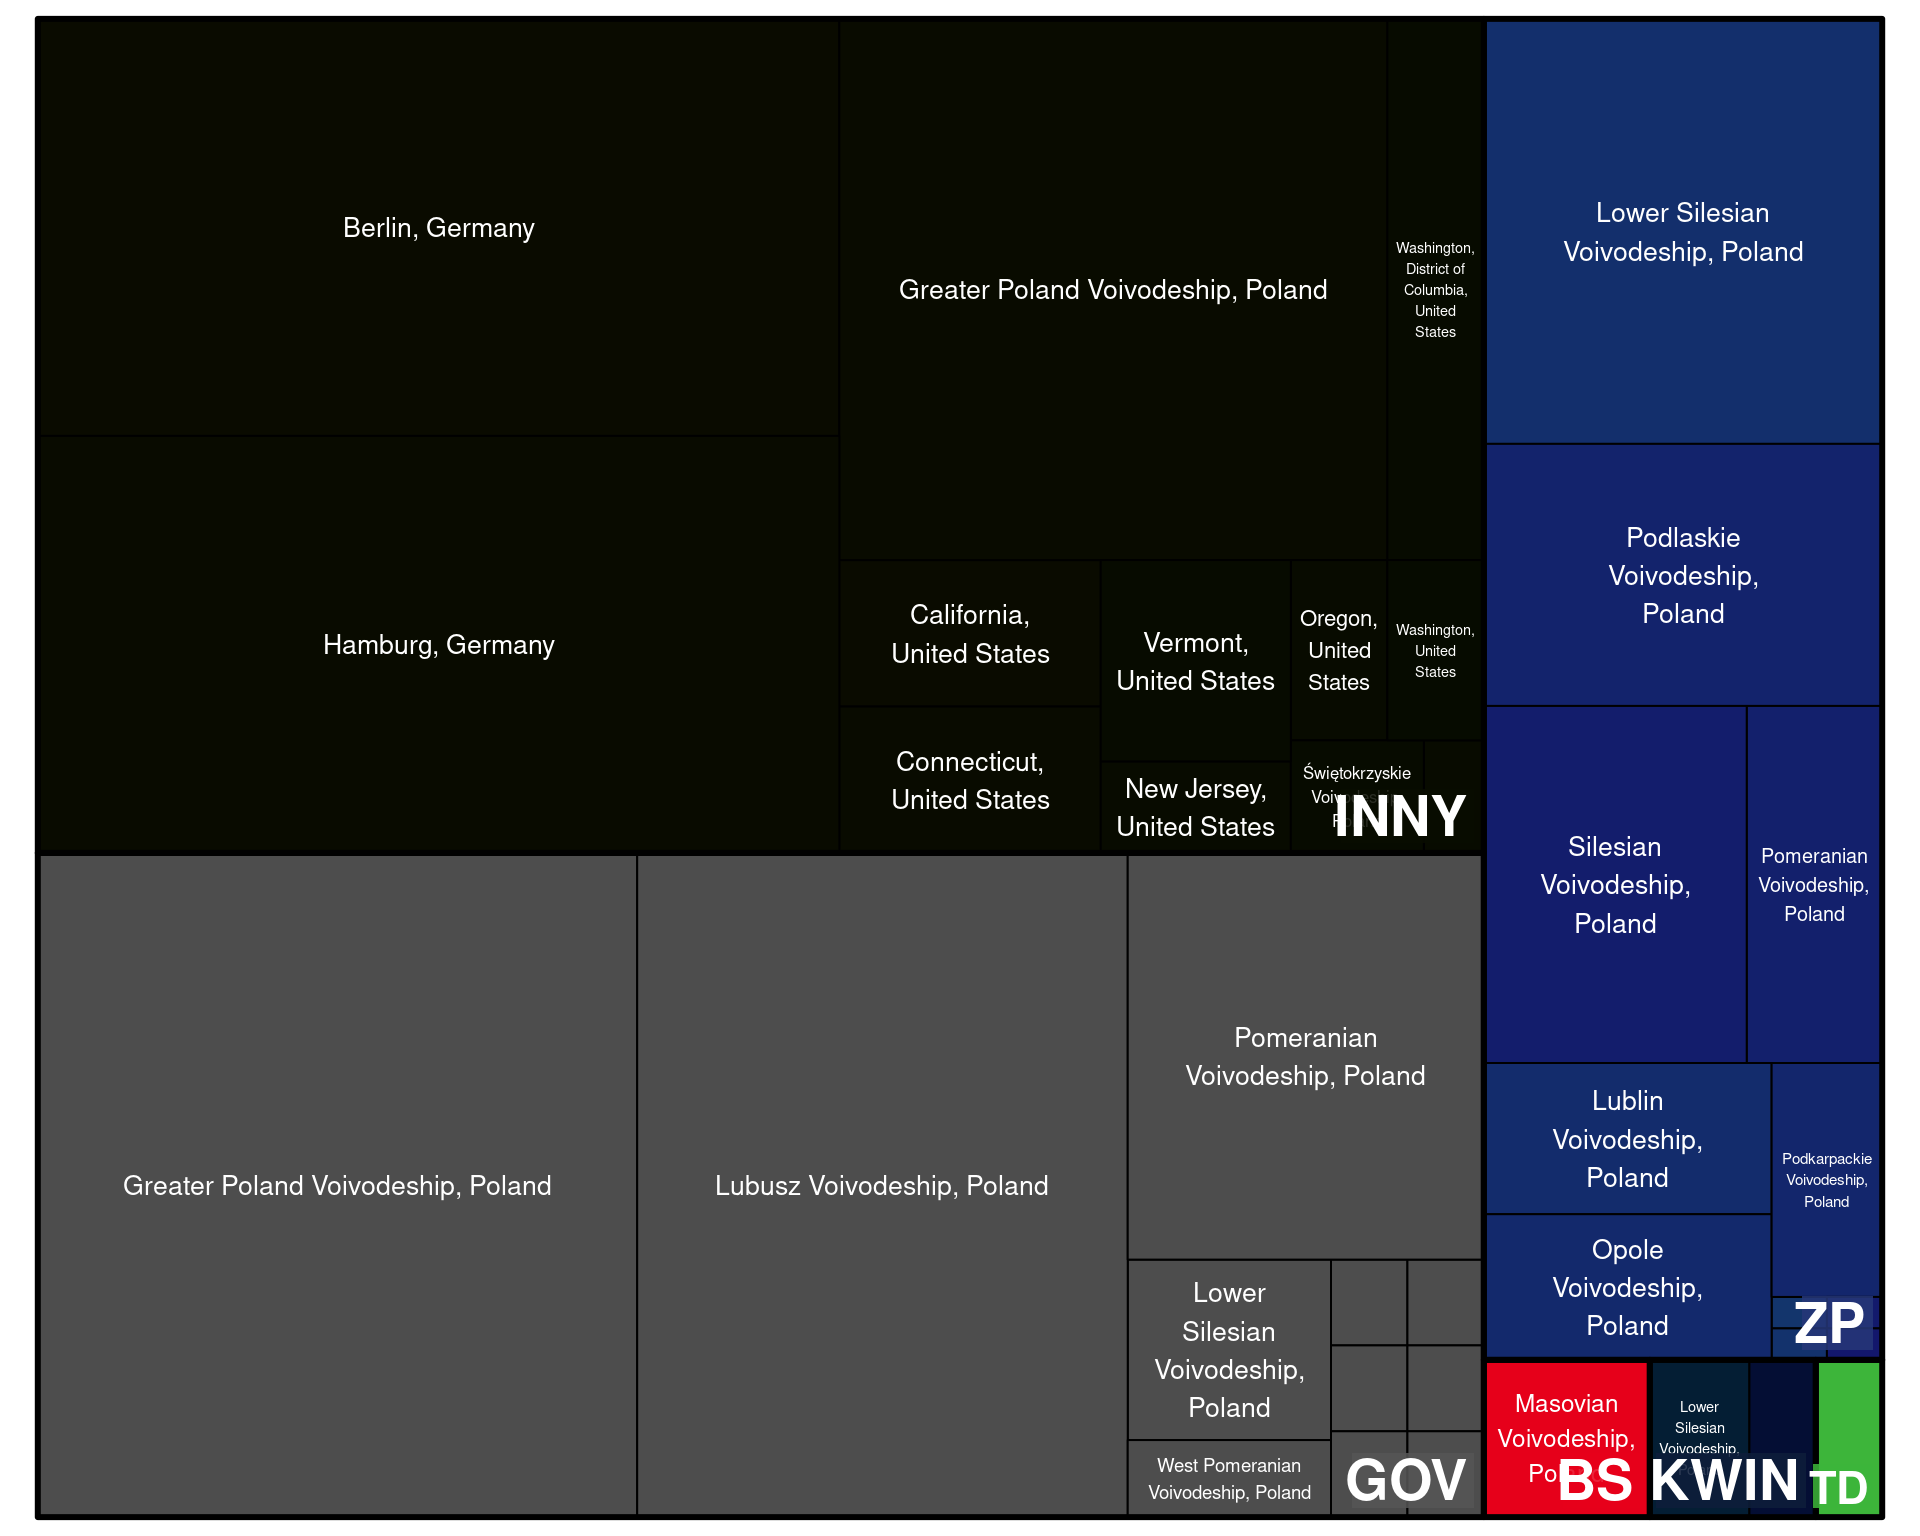 Berlin, Germany
Hamburg, Germany
Greater Poland Voivodeship, Poland
Washington,
District of
Columbia,
United
States
California,
United States
Connecticut,
United States
Vermont,
United States
New Jersey,
United States
Oregon,
United
States
Washington,
United
States
Świętokrzyskie
INNY
Greater Poland Voivodeship, Poland
Lubusz Voivodeship, Poland
Pomeranian
Voivodeship, Poland
Lower
Silesian
Voivodeship,
Poland
West Pomeranian
Voivodeship, Poland
GOV
Lower Silesian
Voivodeship, Poland
Podlaskie
Voivodeship,
Poland
Silesian
Voivodeship,
Poland
Pomeranian
Voivodeship,
Poland
Lublin
Voivodeship,
Poland
Opole
Voivodeship,
Poland
Podkarpackie
Voivodeship,
Poland
ZP
Masovian
Voivodeship,
BS
Lower
Silesian
Voivodeship,
KWIN
TD